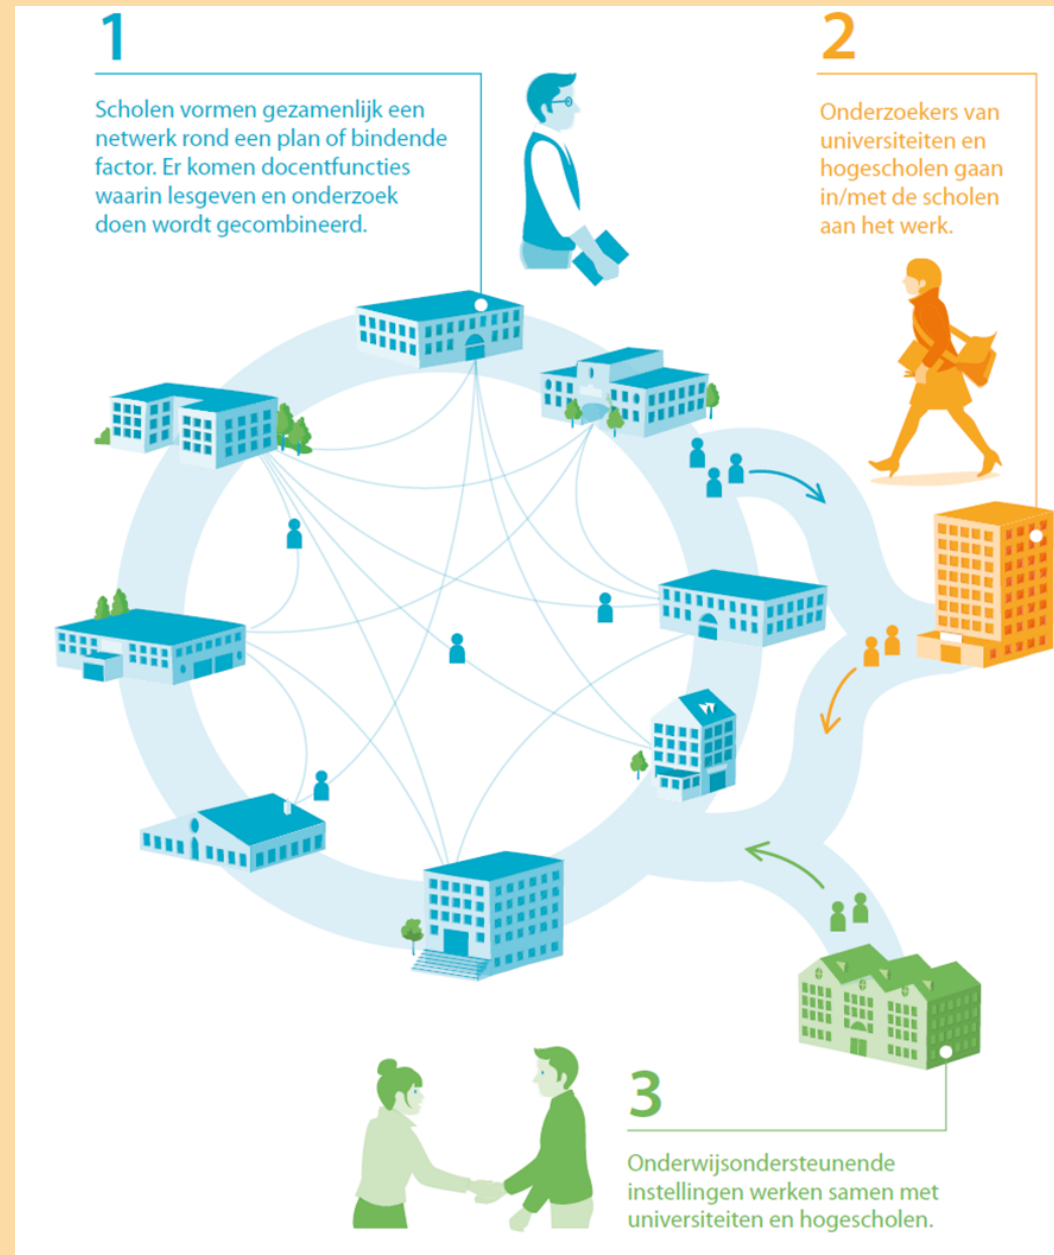 1
Scholen vormen gezamenlijk een
netwerk rond een plan of bindende
factor. Er komen docentfuncties
waarin lesgeven en onderzoek
doen wordt gecombineerd.
2
Onderzoekers van
universiteiten en
hogescholen gaan
in/met de scholen
aan het werk.
3
Onderwijsondersteunende
instellingen werken samen met
universiteiten en hogescholen.